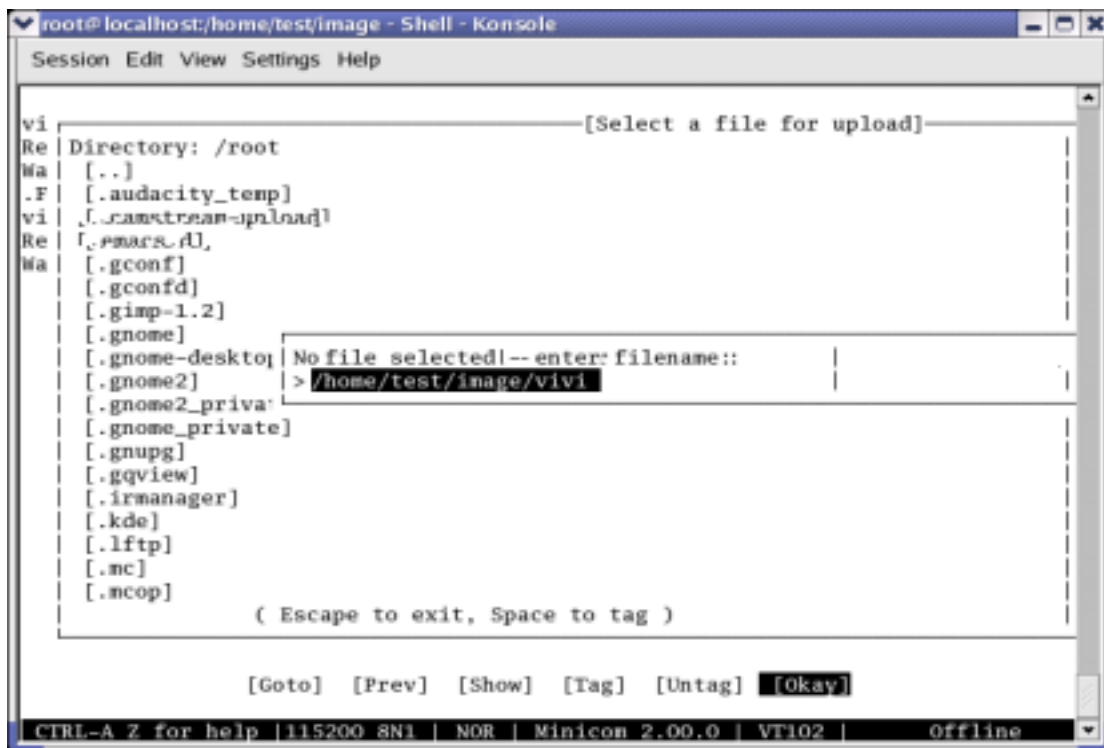 root@localhost:/home/test/image - Shell - Konsole
Session Edit View Settings Help
vi [Select a file for upload]
Re Directory: /root
Wa [..]
.F [.audacity_temp]
vi [.camstream-upload]
Re [.emacs.d],
Wa [.gconf]
[.gconfd]
[.gimp-1.2]
[.gnome]
[.gnome-desktop No file selected -- enter filename::
[.gnome2] > /home/test/image/vivi
[.gnome2_priva
[.gnome_private]
[.gnupg]
[.gqview]
[.irmanager]
[.kde]
[.lftp]
[.mc]
[.mcop]
( Escape to exit, Space to tag )
[Goto] [Prev] [Show] [Tag] [Untag] [Okay]
CTRL-A Z for help | 115200 8N1 | NOR | Minicom 2.00.0 | VT102 | Offline